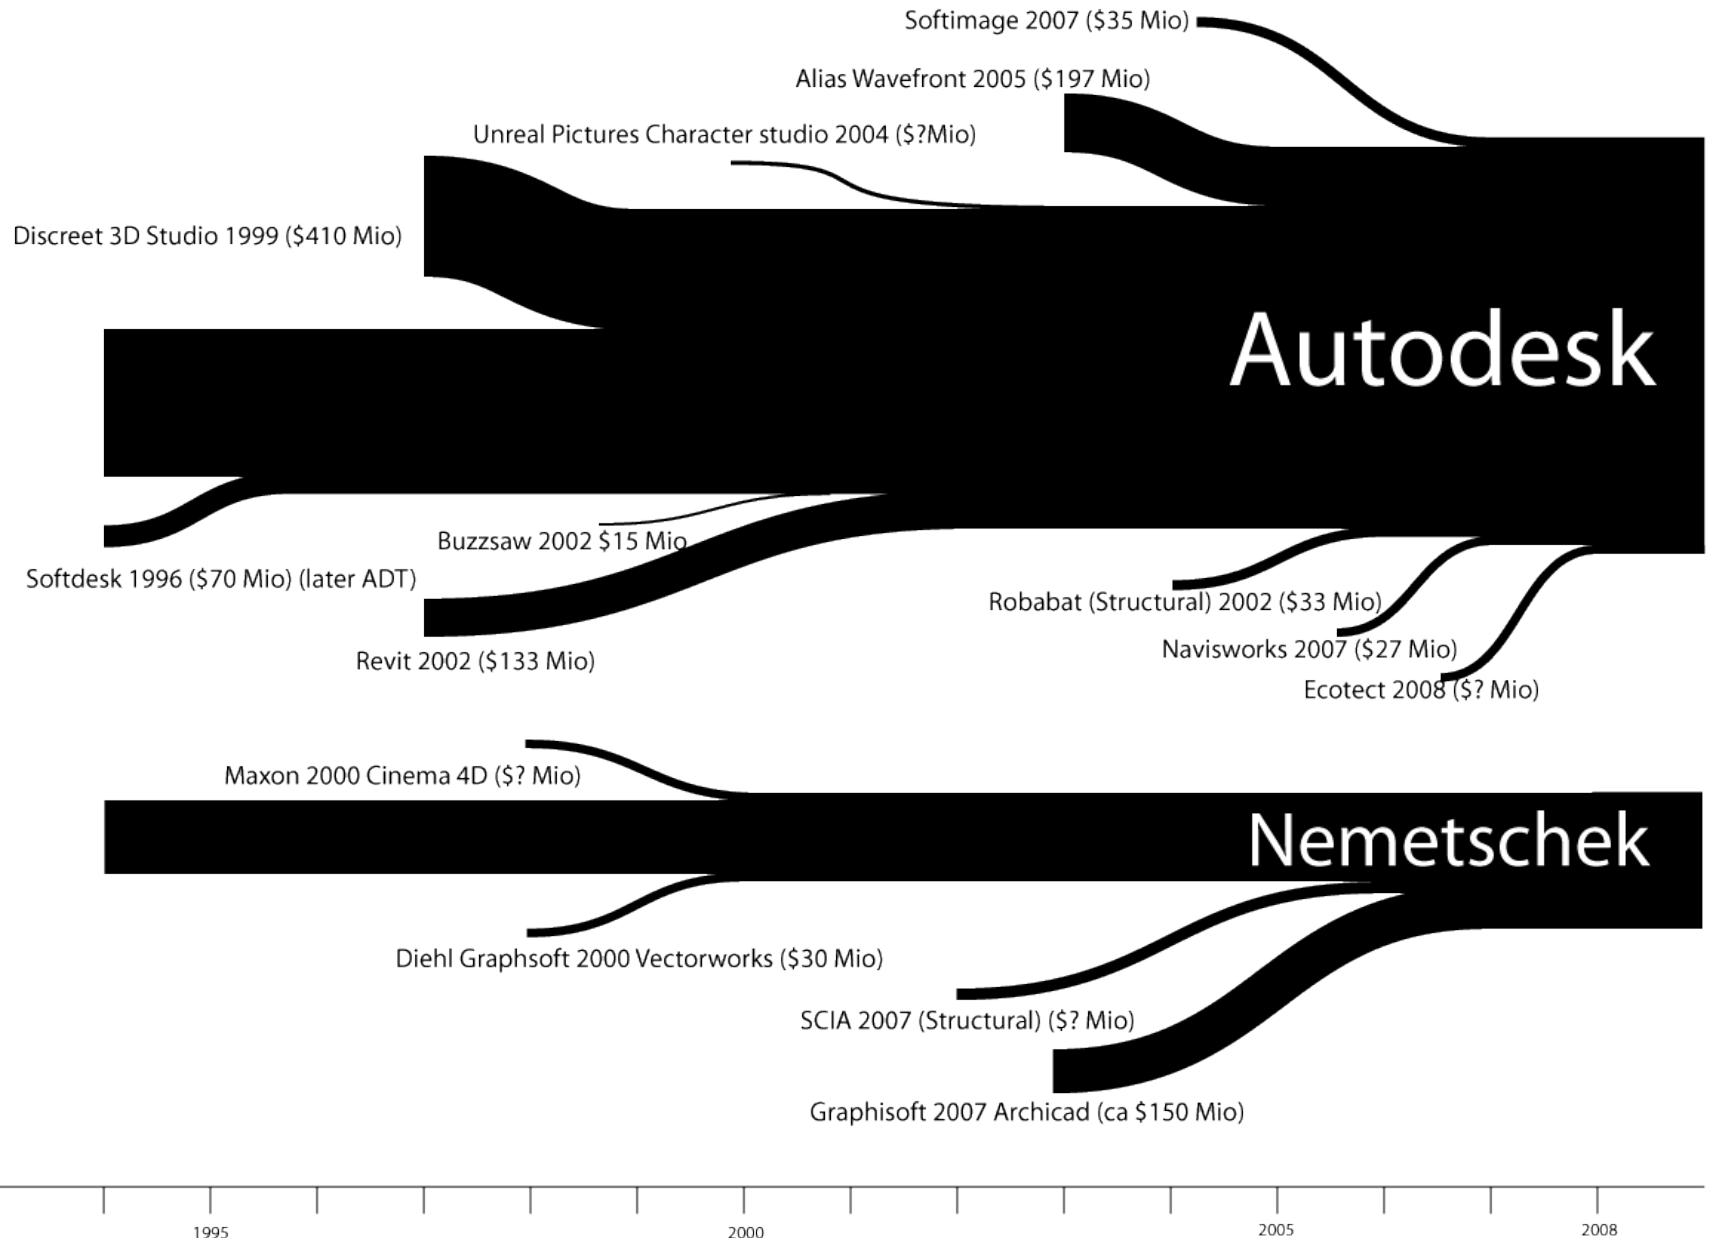 Softimage 2007 ($35 Mio)
Alias Wavefront 2005 ($197 Mio)
Unreal Pictures Character studio 2004 ($?Mio)
Discreet 3D Studio 1999 ($410 Mio)
Autodesk
Buzzsaw 2002 $15 Mio
Softdesk 1996 ($70 Mio) (later ADT)
Robabat (Structural) 2002 ($33 Mio)
Navisworks 2007 ($27 Mio)
Revit 2002 ($133 Mio)
Ecotect 2008 ($? Mio)
Maxon 2000 Cinema 4D ($? Mio)
Nemetschek
Diehl Graphsoft 2000 Vectorworks ($30 Mio)
SCIA 2007 (Structural) ($? Mio)
Graphisoft 2007 Archicad (ca $150 Mio)
1995 2000 2005 2008